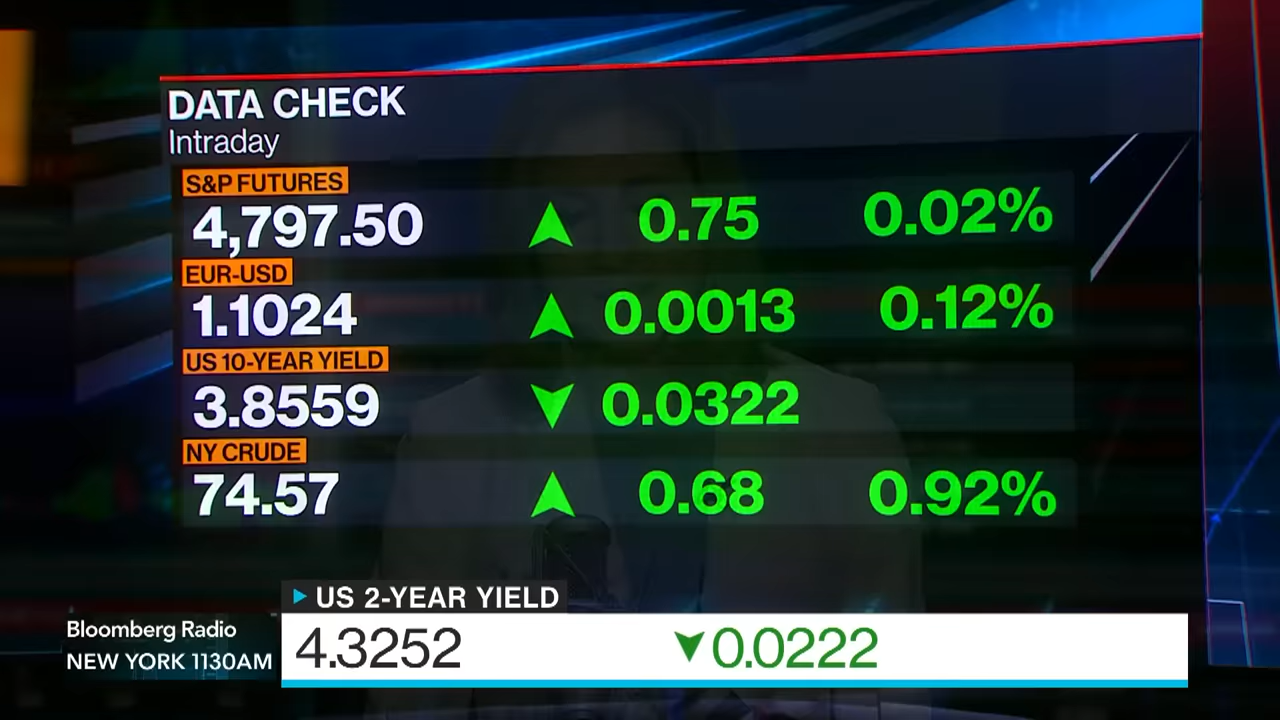 DATA CHECK
Intraday
S&P FUTURES
4,797.50 ▲ 0.75 0.02%
EUR-USD
1.1024 ▲ 0.0013 0.12%
US 10-YEAR YIELD
3.8559 ▼ 0.0322
NY CRUDE
74.57 ▲ 0.68 0.92%
US 2-YEAR YIELD
Bloomberg Radio
NEW YORK 1130AM
4.3252 ▼0.0222